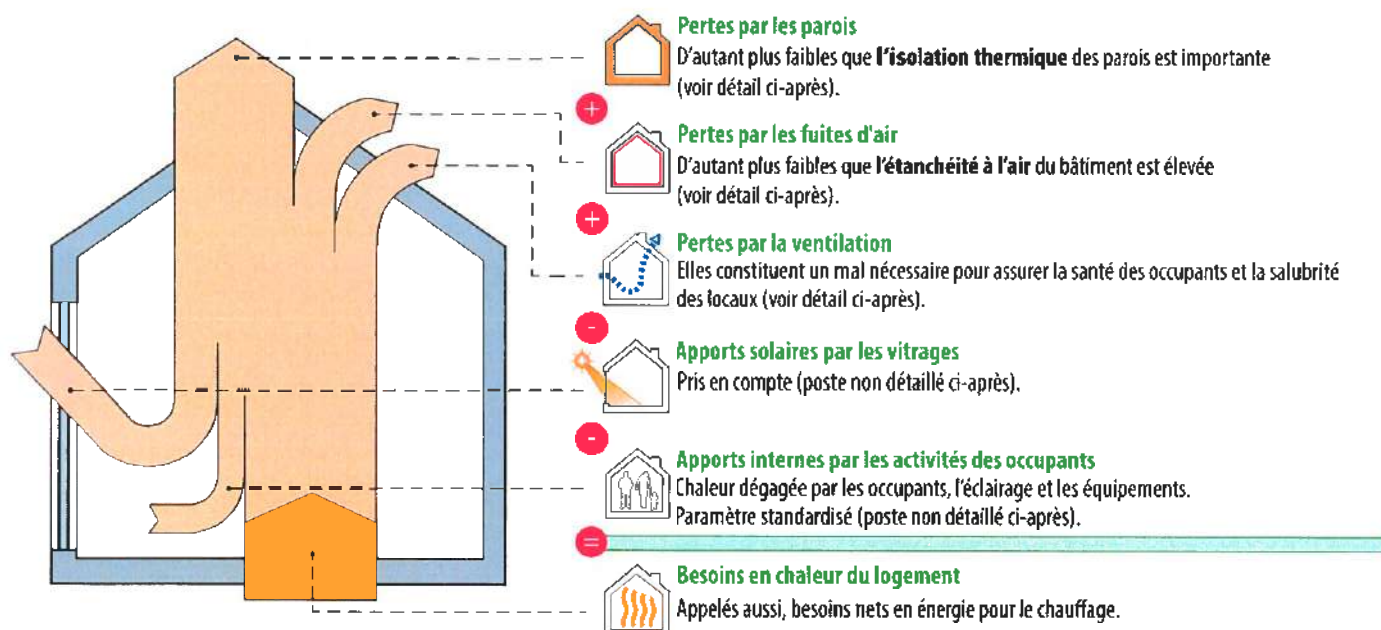 Pertes par les parois
D'autant plus faibles que l'isolation thermique des parois est importante
(voir détail ci-après).
+
Pertes par les fuites d'air
D'autant plus faibles que l'étanchéité à l'air du bâtiment est élevée
(voir détail ci-après).
+
Pertes par la ventilation
Elles constituent un mal nécessaire pour assurer la santé des occupants et la salubrité
des locaux (voir détail ci-après).
-
Apports solaires par les vitrages
Pris en compte (poste non détaillé ci-après).
-
Apports internes par les activités des occupants
Chaleur dégagée par les occupants, l'éclairage et les équipements.
Paramètre standardisé (poste non détaillé ci-après).
=
Besoins en chaleur du logement
Appelés aussi, besoins nets en énergie pour le chauffage.